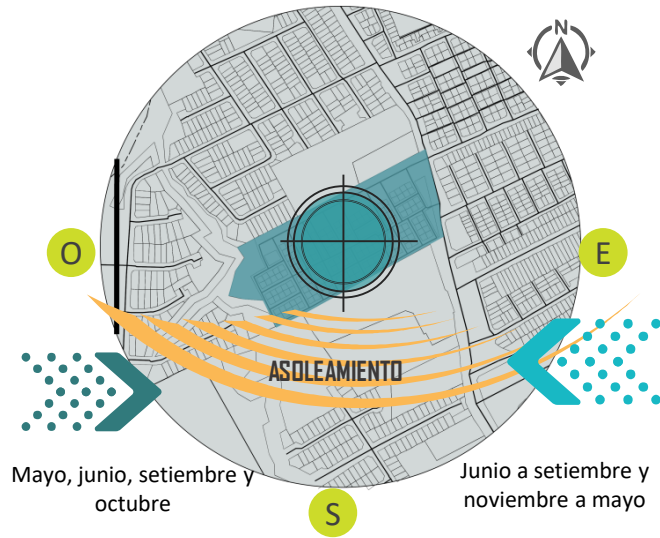 N
O
E
ASOLEAMIENTO
Mayo, junio, setiembre y
octubre
Junio a setiembre y
noviembre a mayo
S